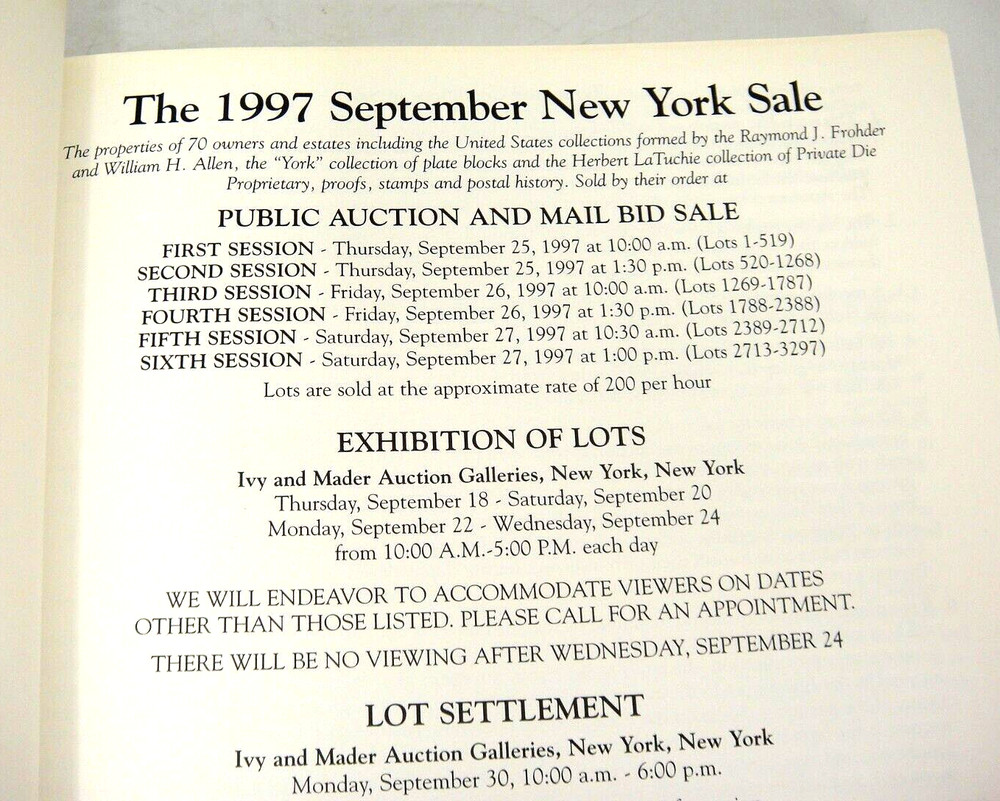 The 1997 September New York Sale
The properties of 70 owners and estates including the United States collections formed by the Raymond J. Frohder
and William H. Allen, the "York" collection of plate blocks and the Herbert LaTuchie collection of Private Die
Proprietary, proofs, stamps and postal history. Sold by their order at
PUBLIC AUCTION AND MAIL BID SALE
FIRST SESSION - Thursday, September 25, 1997 at 10:00 a.m. (Lots 1-519)
SECOND SESSION - Thursday, September 25, 1997 at 1:30 p.m. (Lots 520-1268)
THIRD SESSION - Friday, September 26, 1997 at 10:00 a.m. (Lots 1269-1787)
FOURTH SESSION - Friday, September 26, 1997 at 1:30 p.m. (Lots 1788-2388)
FIFTH SESSION - Saturday, September 27, 1997 at 10:30 a.m. (Lots 2389-2712)
SIXTH SESSION - Saturday, September 27, 1997 at 1:00 p.m. (Lots 2713-3297)
Lots are sold at the approximate rate of 200 per hour
EXHIBITION OF LOTS
Ivy and Mader Auction Galleries, New York, New York
Thursday, September 18 - Saturday, September 20
Monday, September 22 - Wednesday, September 24
from 10:00 A.M.-5:00 P.M. each day
WE WILL ENDEAVOR TO ACCOMMODATE VIEWERS ON DATES
OTHER THAN THOSE LISTED. PLEASE CALL FOR AN APPOINTMENT.
THERE WILL BE NO VIEWING AFTER WEDNESDAY, SEPTEMBER 24
LOT SETTLEMENT
Ivy and Mader Auction Galleries, New York, New York
Monday, September 30, 10:00 a.m. - 6:00 p.m.